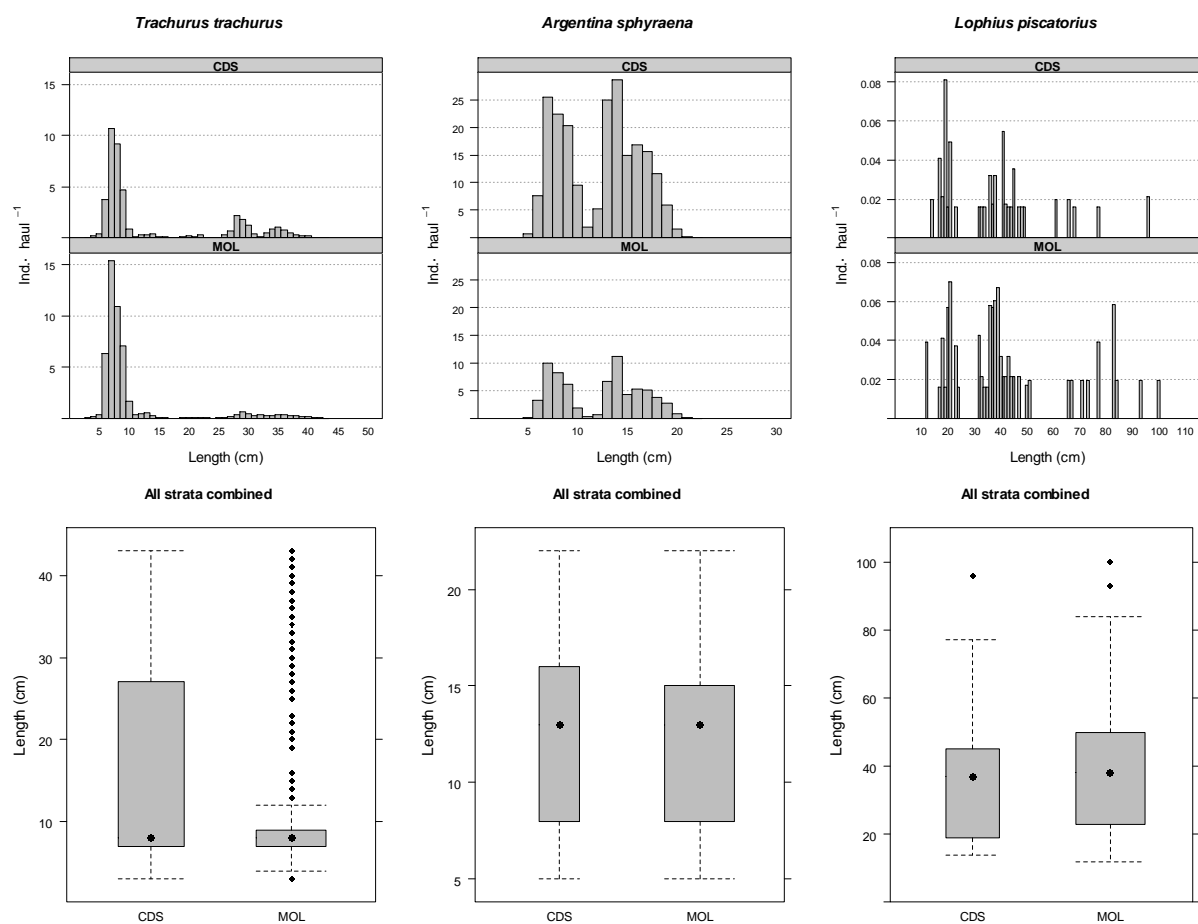 Trachurus trachurus
Argentina sphyraena
Lophius piscatorius
CDS
15
10
5
MOL
15
10
5
Ind.· haul ⁻¹
5 10 15 20 25 30 35 40 45 50
Length (cm)
CDS
25
20
15
10
5
MOL
25
20
15
10
5
Ind.· haul ⁻¹
5 10 15 20 25 30
Length (cm)
CDS
0.08
0.06
0.04
0.02
MOL
0.08
0.06
0.04
0.02
Ind.· haul ⁻¹
10 20 30 40 50 60 70 80 90 100 110
Length (cm)
All strata combined
40
30
20
10
Length (cm)
CDS MOL
All strata combined
20
15
10
5
Length (cm)
CDS MOL
All strata combined
100
80
60
40
20
Length (cm)
CDS MOL